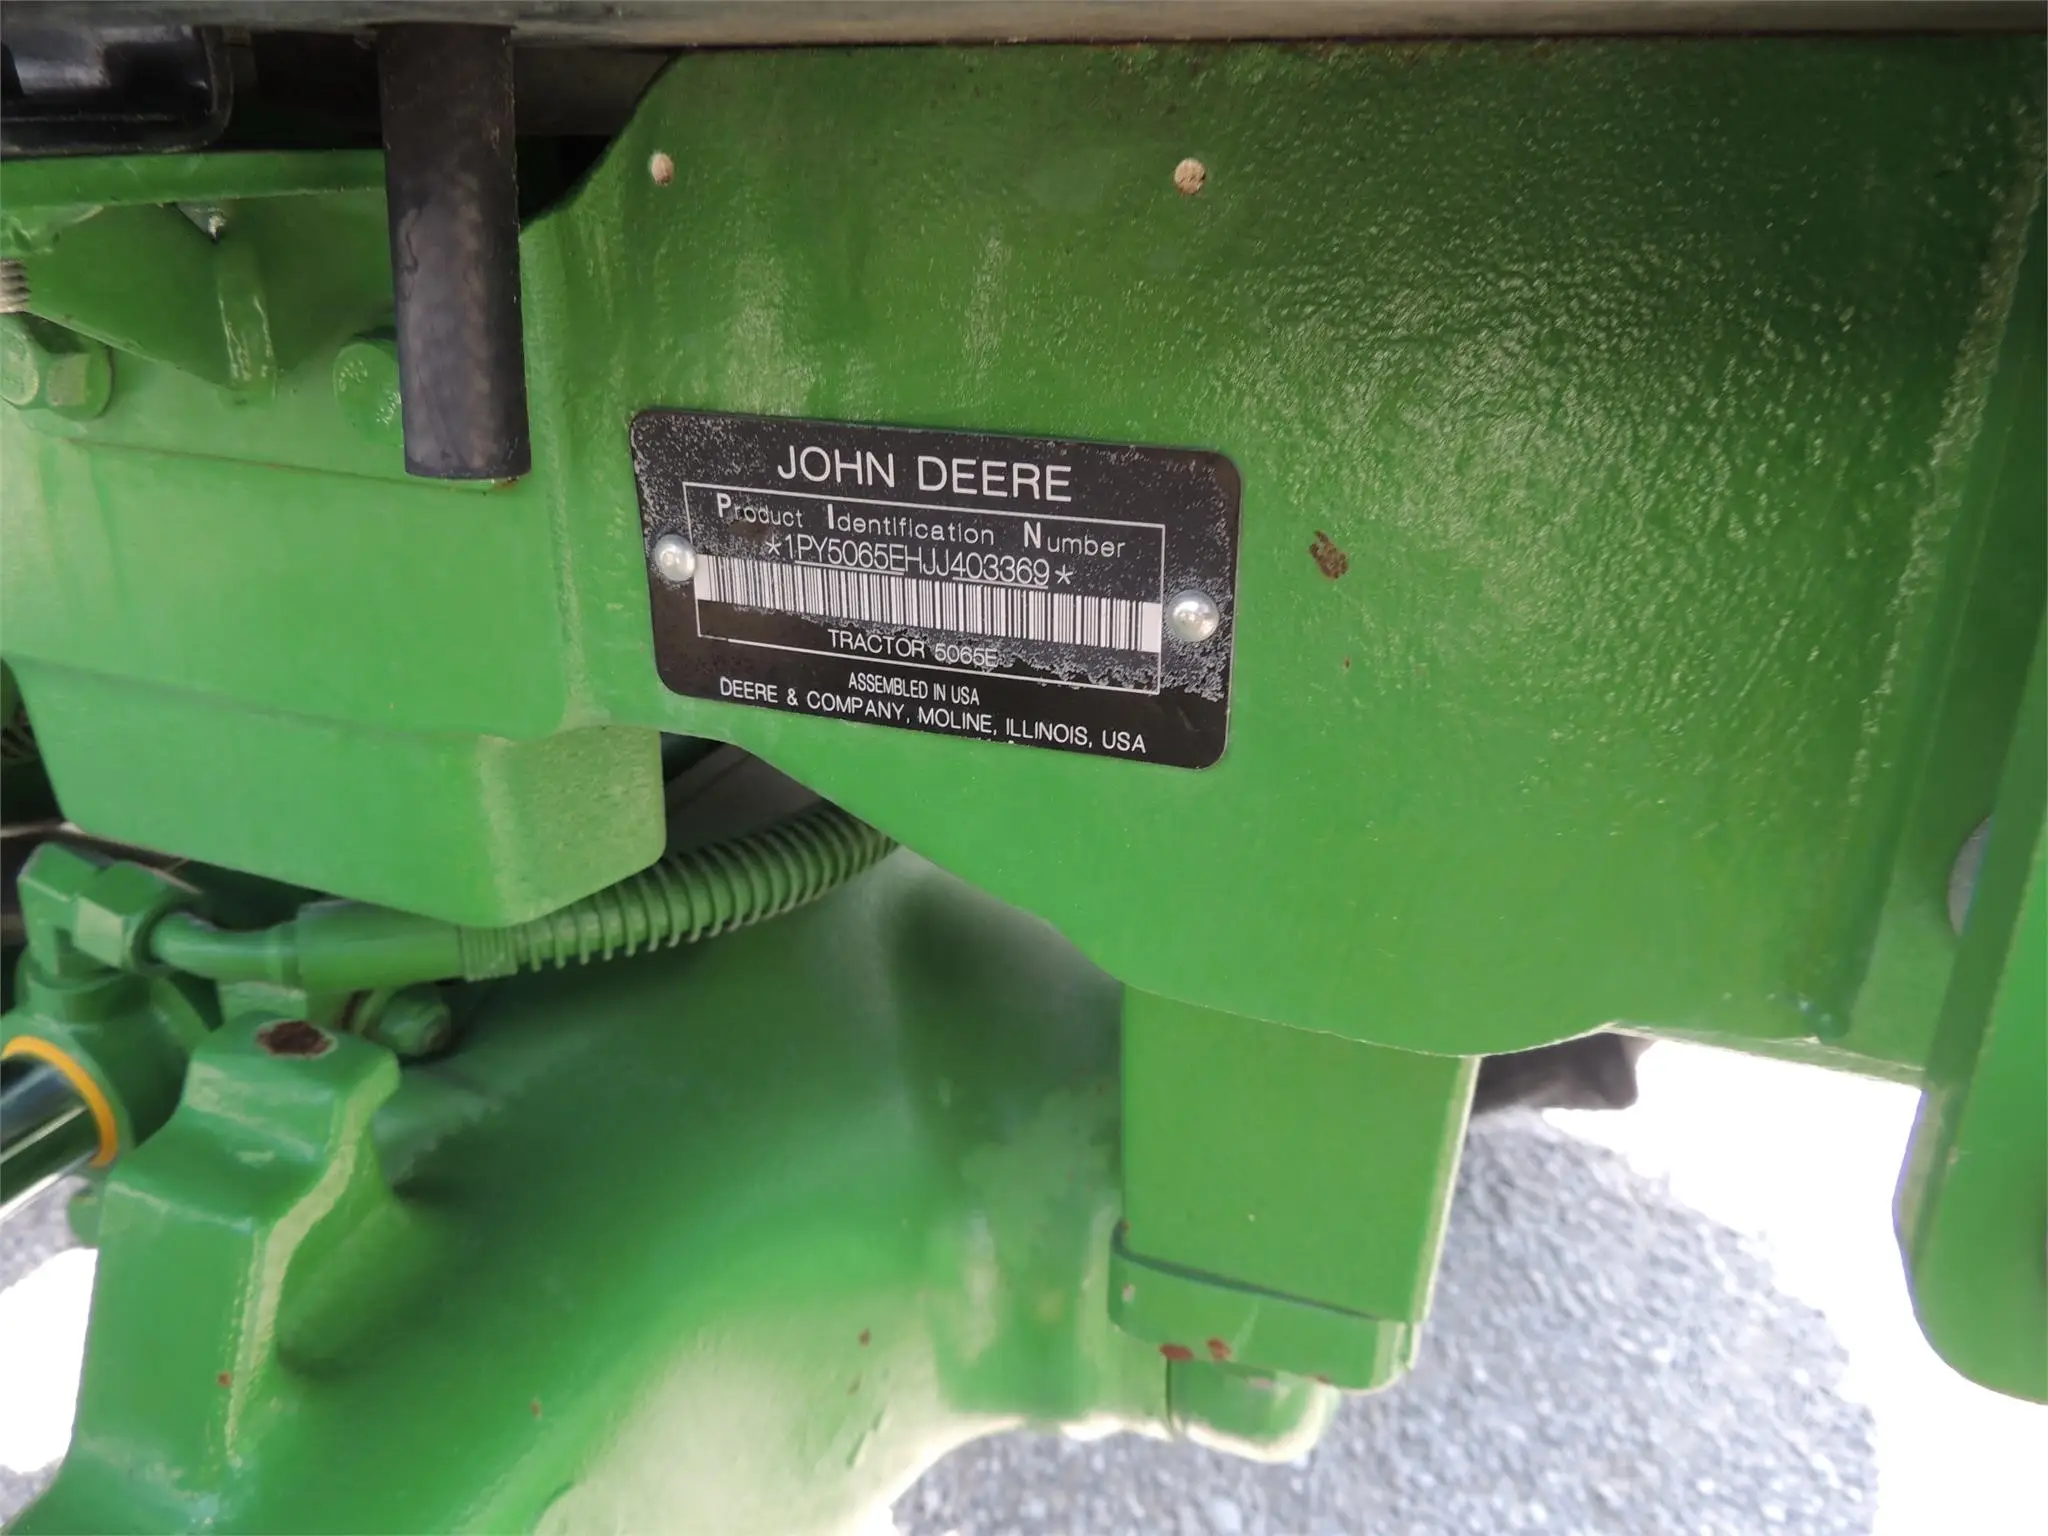 JOHN DEERE
Product Identification Number
*1PY5065EHJJ403369*
TRACTOR 5065E
ASSEMBLED IN USA
DEERE & COMPANY, MOLINE, ILLINOIS, USA